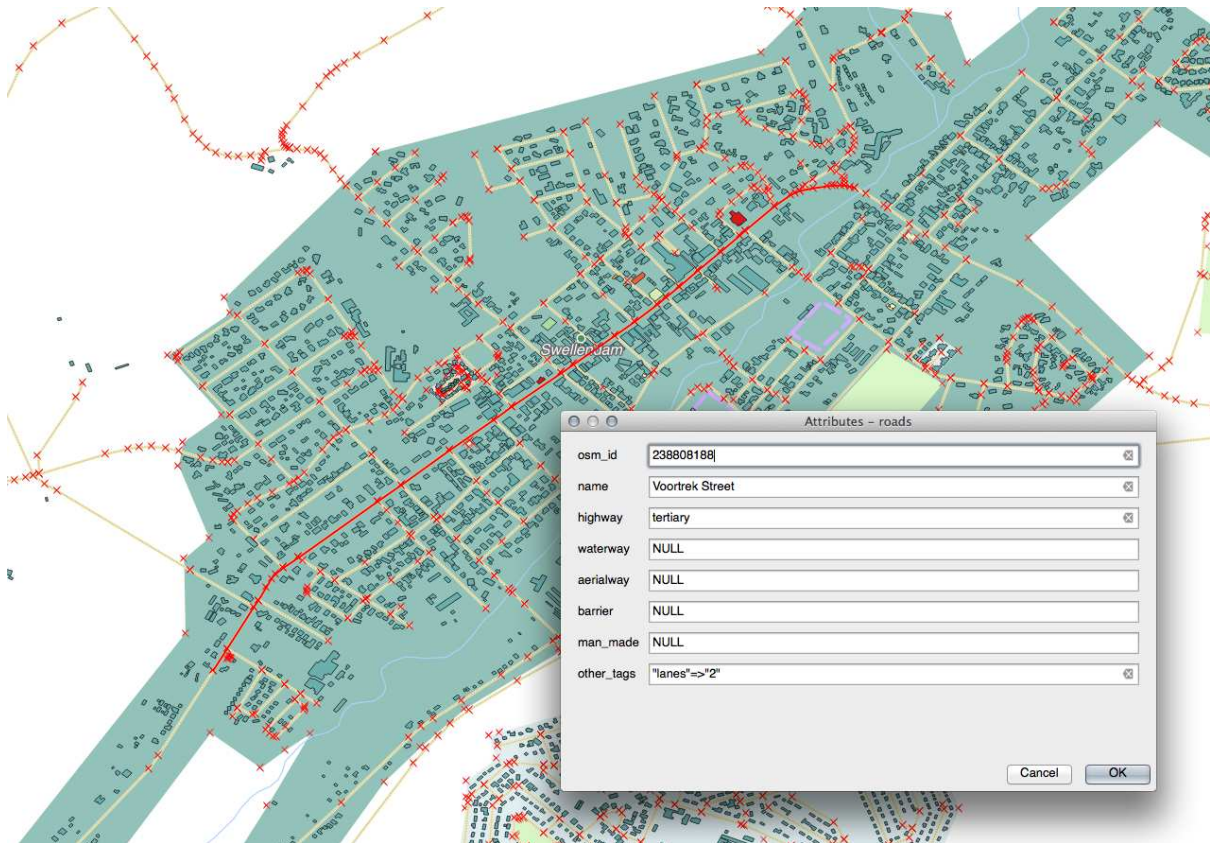 Swellendam
Attributes – roads
osm_id 238808188
name Voortrek Street
highway tertiary
waterway NULL
aerialway NULL
barrier NULL
man_made NULL
other_tags "lanes"=>"2"
Cancel OK